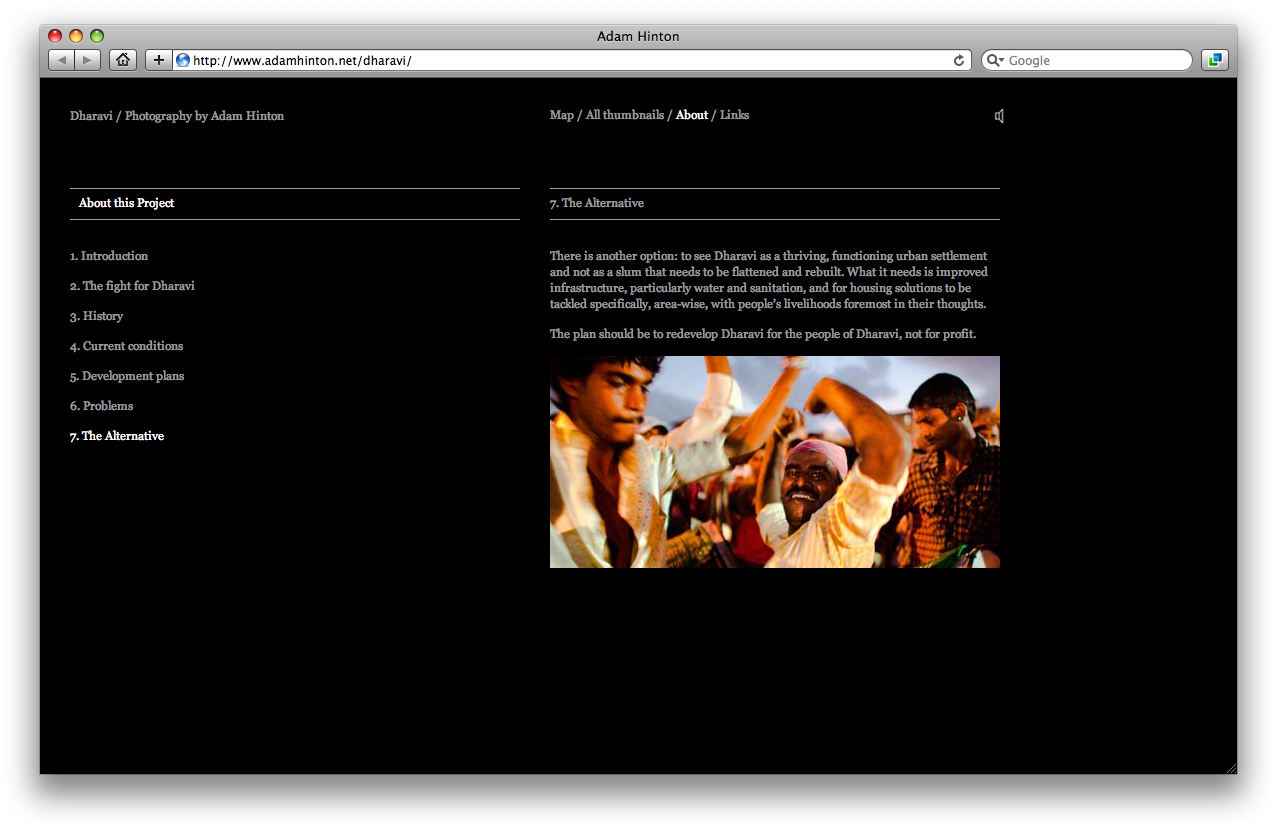 Adam Hinton
http://www.adamhinton.net/dharavi/
Google
Dharavi / Photography by Adam Hinton
Map / All thumbnails / About / Links
About this Project
1. Introduction
2. The fight for Dharavi
3. History
4. Current conditions
5. Development plans
6. Problems
7. The Alternative
7. The Alternative
There is another option: to see Dharavi as a thriving, functioning urban settlement
and not as a slum that needs to be flattened and rebuilt. What it needs is improved
infrastructure, particularly water and sanitation, and for housing solutions to be
tackled specifically, area-wise, with people's livelihoods foremost in their thoughts.
The plan should be to redevelop Dharavi for the people of Dharavi, not for profit.